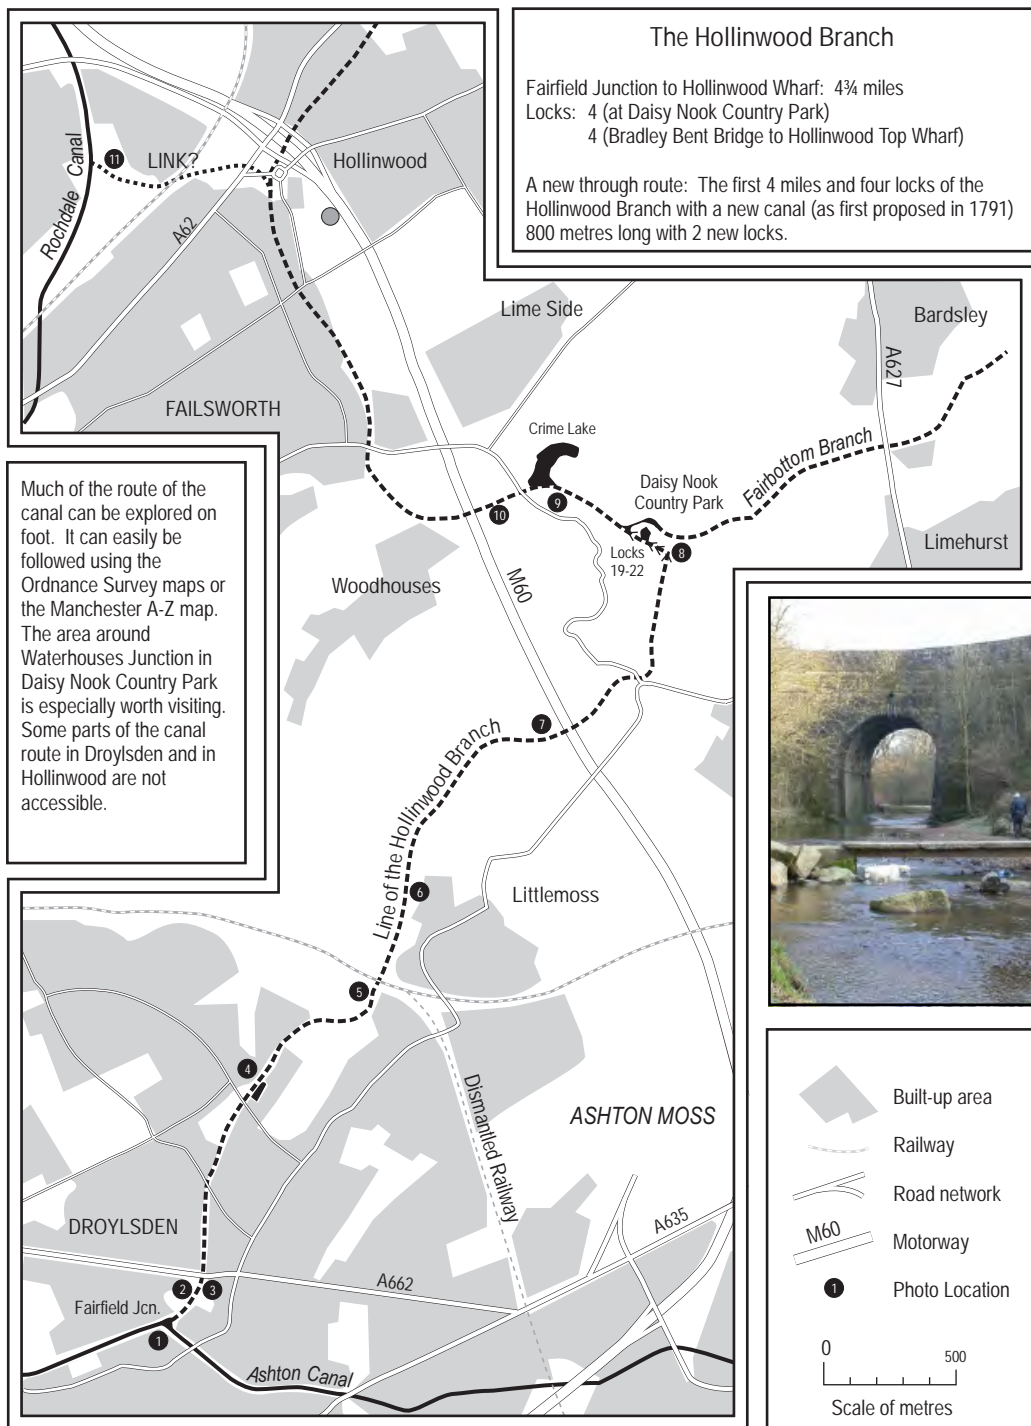 The Hollinwood Branch
Fairfield Junction to Hollinwood Wharf: 4¾ miles
Locks: 4 (at Daisy Nook Country Park)
4 (Bradley Bent Bridge to Hollinwood Top Wharf)
A new through route: The first 4 miles and four locks of the
Hollinwood Branch with a new canal (as first proposed in 1791)
800 metres long with 2 new locks.
Rochdale Canal
11
LINK?
Hollinwood
A62
Lime Side
Bardsley
A627
FAILSWORTH
Crime Lake
Fairbottom Branch
Daisy Nook
Country Park
9
10
Locks
19-22
8
Limehurst
M60
Woodhouses
Much of the route of the
canal can be explored on
foot. It can easily be
followed using the
Ordnance Survey maps or
the Manchester A-Z map.
The area around
Waterhouses Junction in
Daisy Nook Country Park
is especially worth visiting.
Some parts of the canal
route in Droylsden and in
Hollinwood are not
accessible.
7
Line of the Hollinwood Branch
6
Littlemoss
5
4
Dismantled Railway
ASHTON MOSS
DROYLSDEN
A635
A662
2
3
Fairfield Jcn.
1
Ashton Canal
Built-up area
Railway
Road network
M60
Motorway
1
Photo Location
0
500
Scale of metres